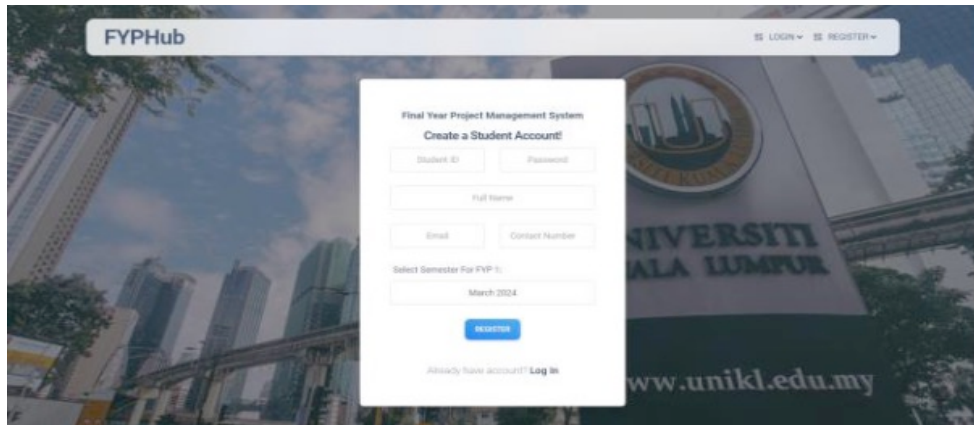 FYPHub
LOGIN REGISTER
Final Year Project Management System
Create a Student Account!
Student ID Password
Full Name
Email Contact Number
Select Semester For FYP 1:
March 2024
REGISTER
Already have account? Log In
NIVERSITI
ALA LUMPUR
ww.unikl.edu.my